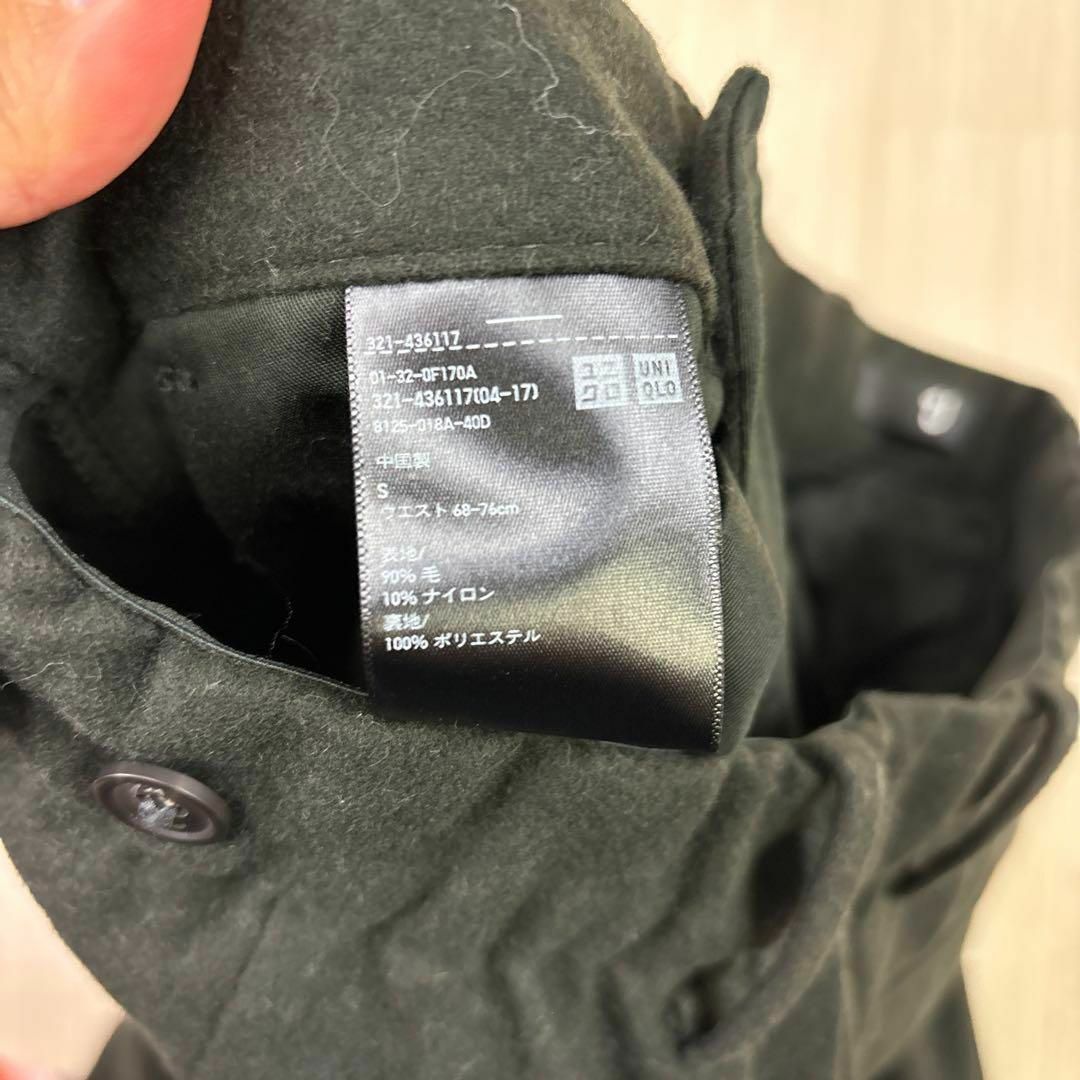 321-436117
01-32-0F170A
321-436117(04-17)
8125-018A-40D
ユニ
クロ
UNI
QLO
中国製
S
ウエスト 68-76cm
表地/
90% 毛
10% ナイロン
裏地/
100% ポリエステル